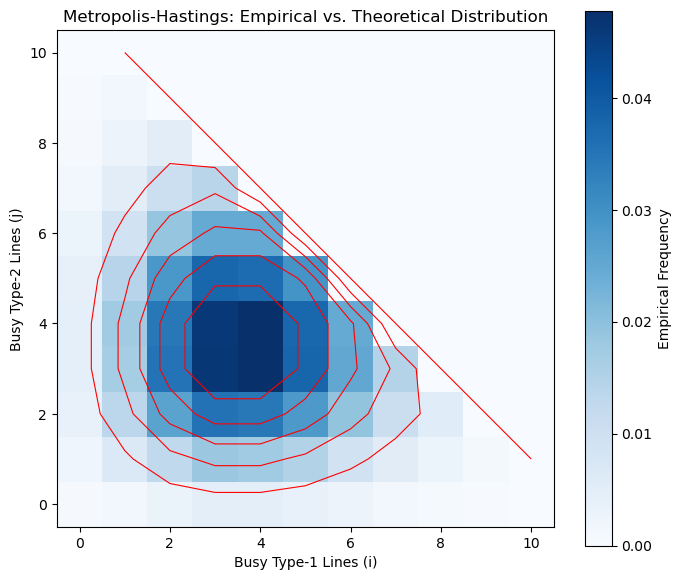 Metropolis-Hastings: Empirical vs. Theoretical Distribution
10
8
6
4
2
0
Busy Type-2 Lines (j)
0 2 4 6 8 10
Busy Type-1 Lines (i)
0.04
0.03
0.02
0.01
0.00
Empirical Frequency